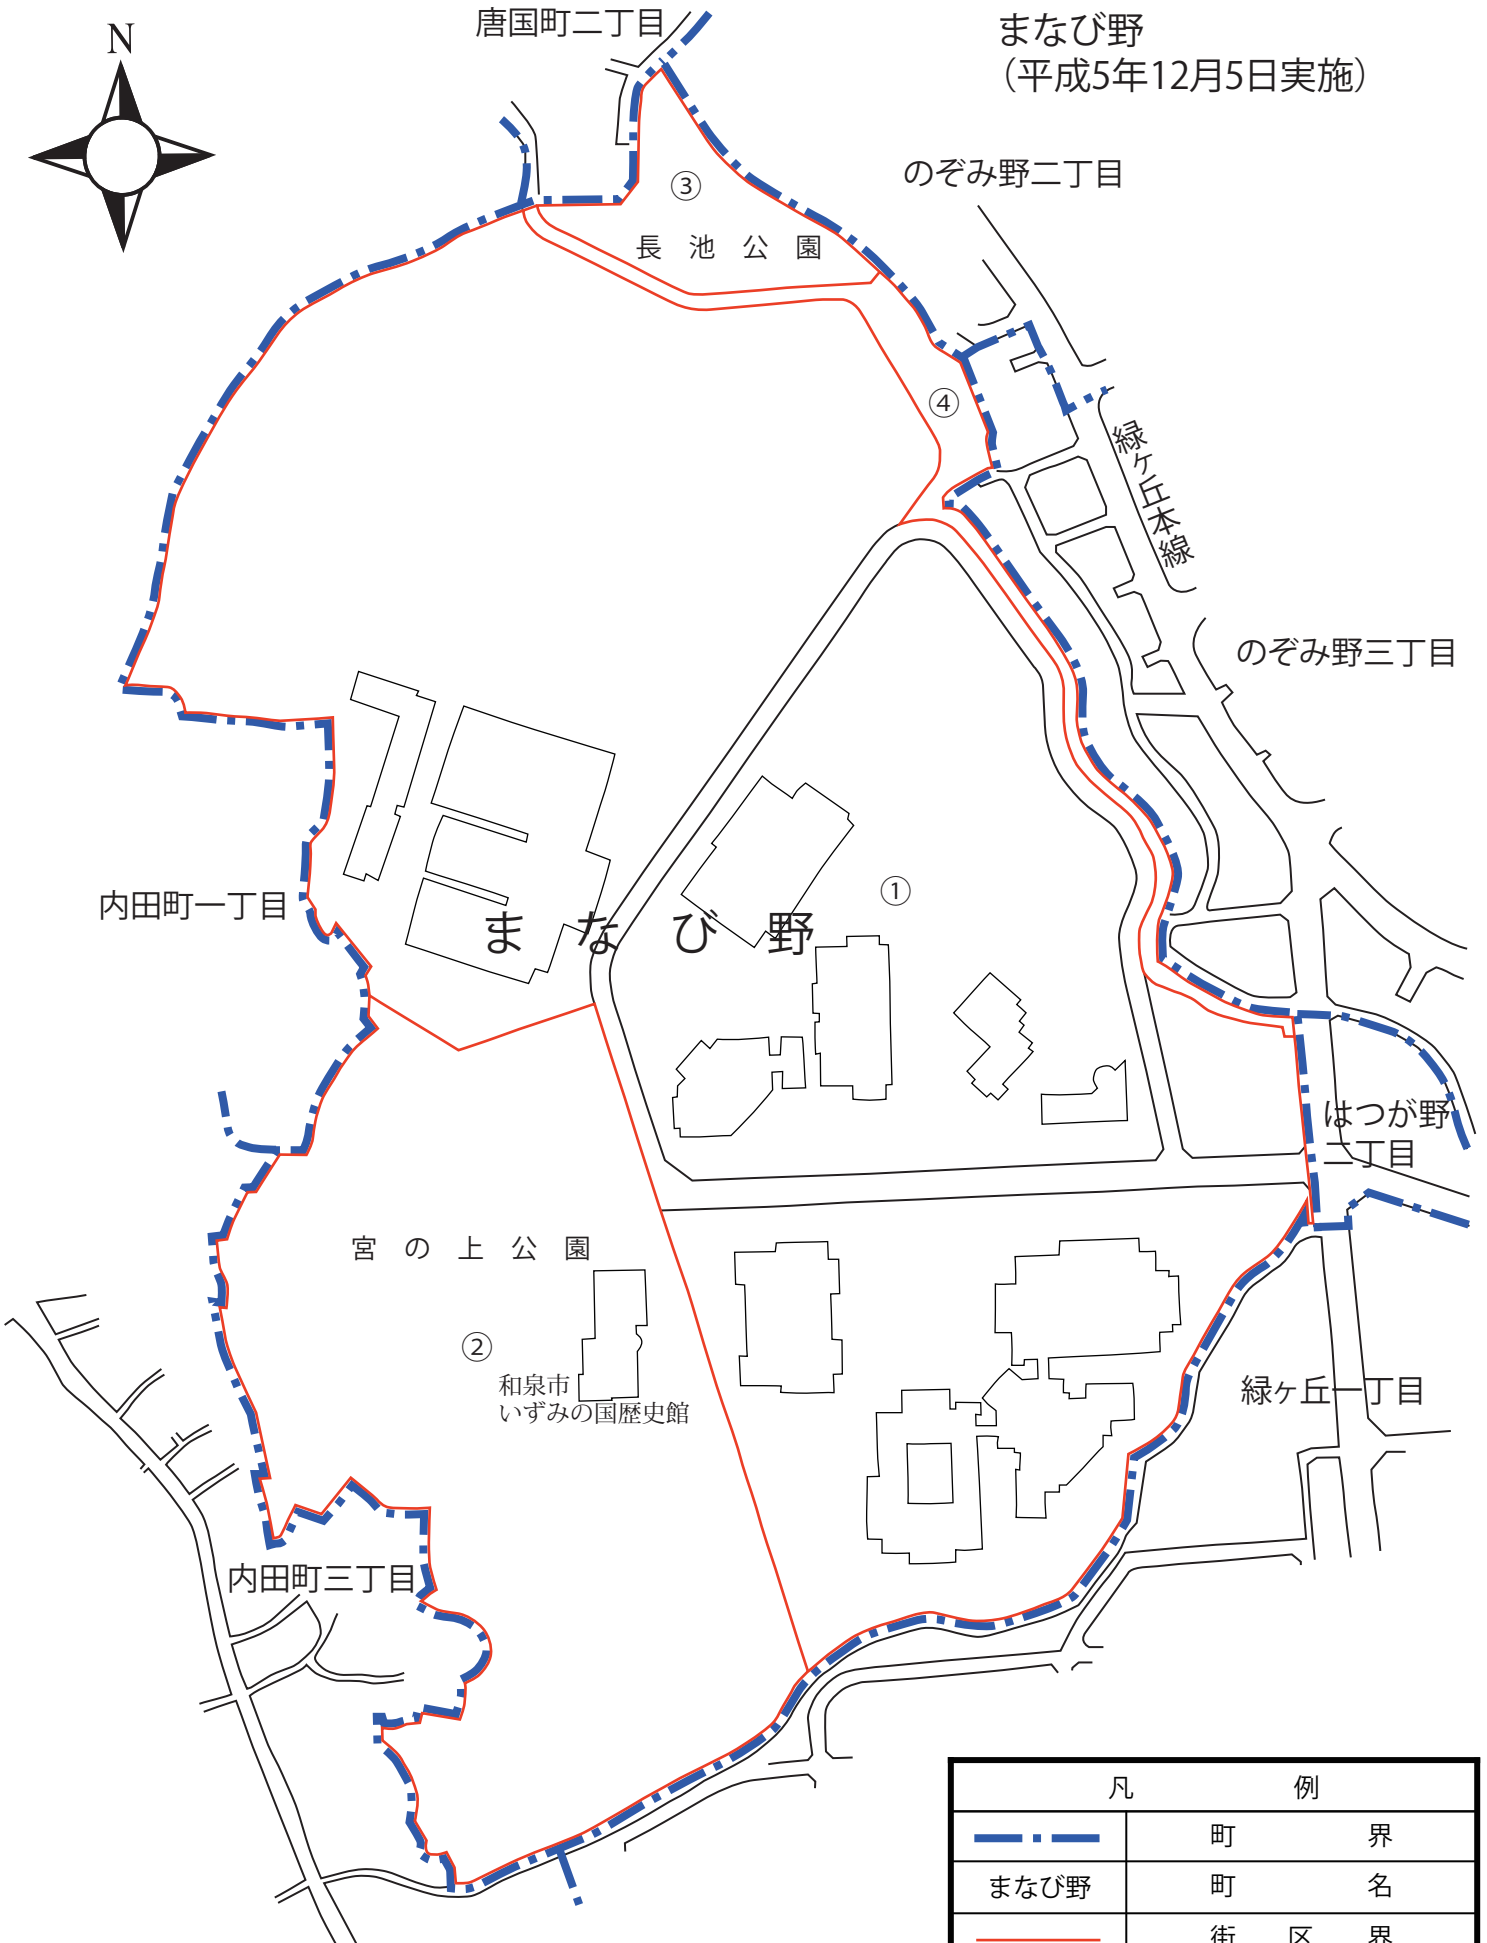 N
唐国町二丁目
まなび野
（平成5年12月5日実施）
のぞみ野二丁目
③
長池公園
④
緑ヶ丘本線
のぞみ野三丁目
内田町一丁目
①
まなび野
はつが野
二丁目
宮の上公園
②
和泉市
いずみの国歴史館
緑ヶ丘一丁目
内田町三丁目
凡例
町界
まなび野 町名
街区界